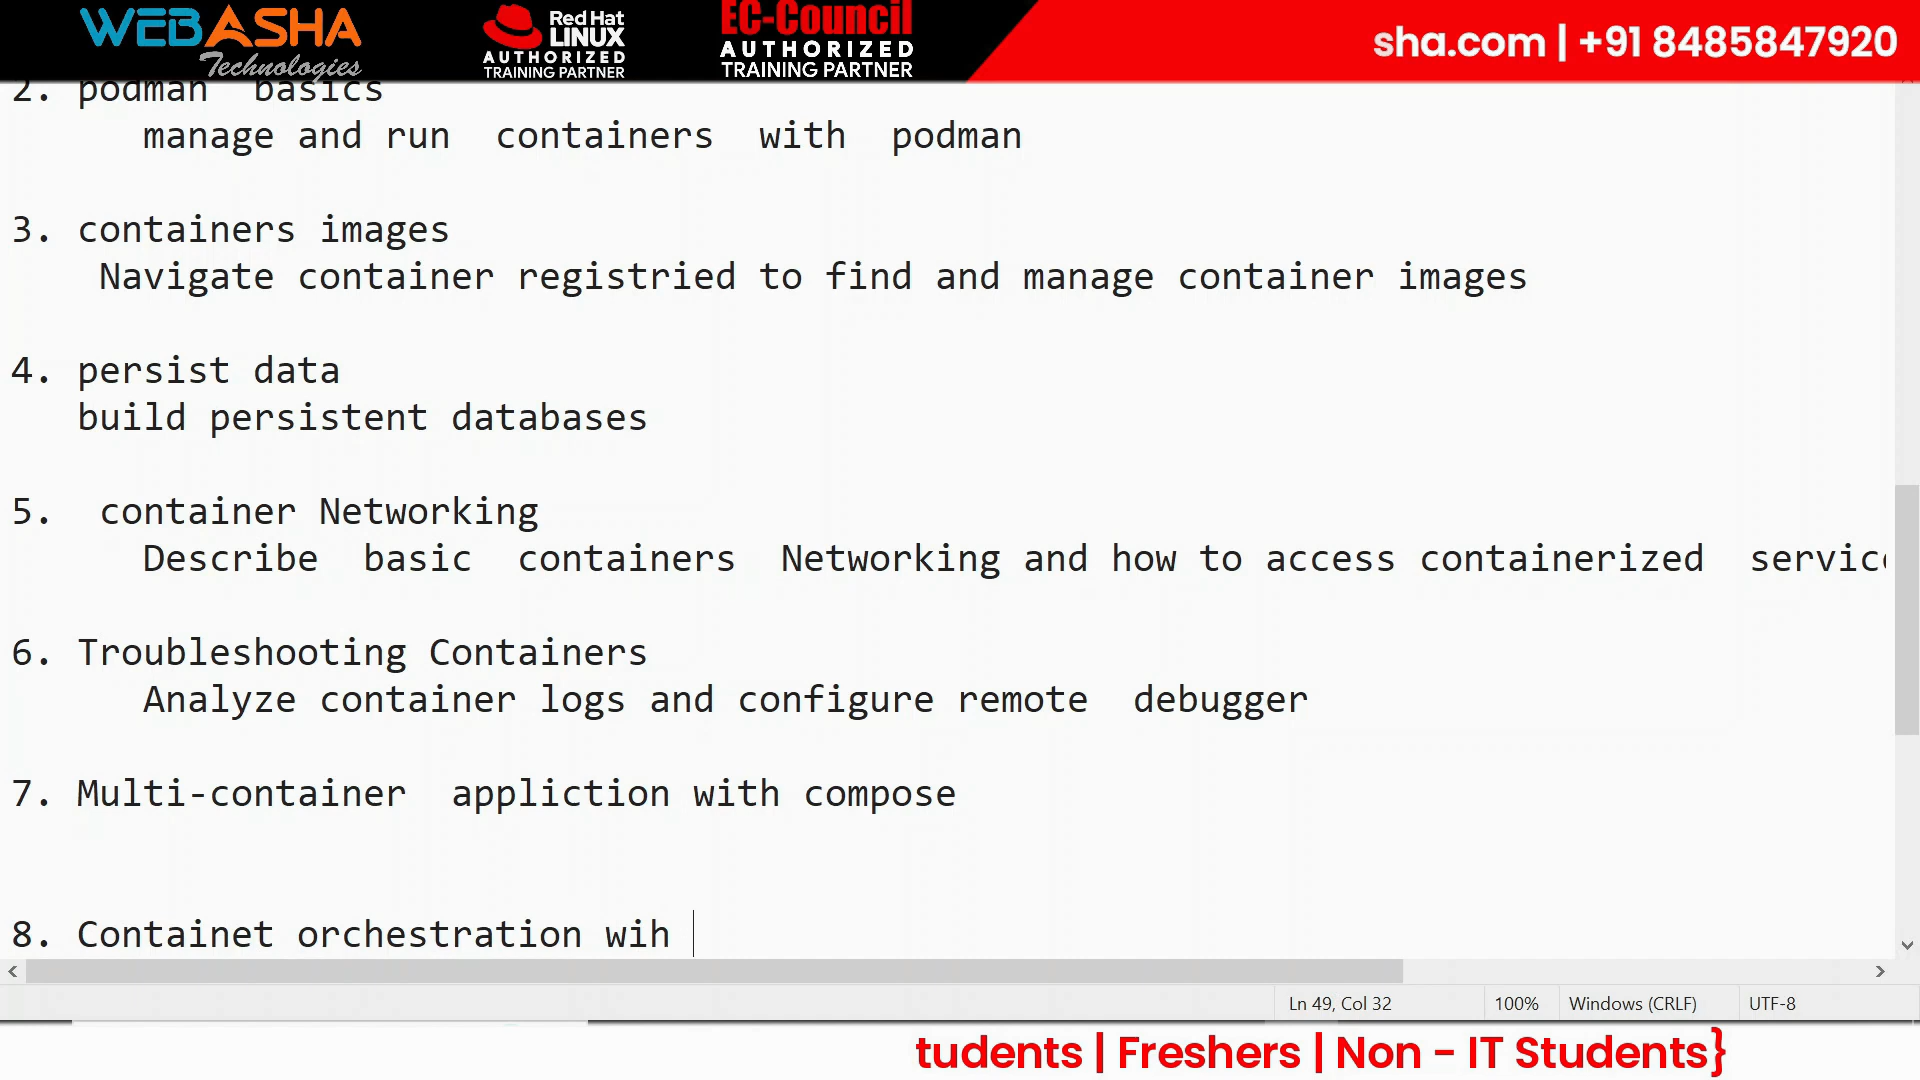 WEBASHA
Technologies
Red Hat
LINUX
AUTHORIZED
TRAINING PARTNER
EC-Council
AUTHORIZED
TRAINING PARTNER
sha.com | +91 8485847920
2. podman basics
manage and run containers with podman
3. containers images
Navigate container registried to find and manage container images
4. persist data
build persistent databases
5. container Networking
Describe basic containers Networking and how to access containerized servic
6. Troubleshooting Containers
Analyze container logs and configure remote debugger
7. Multi-container appliction with compose
8. Containet orchestration wih
Ln 49, Col 32
100%
Windows (CRLF)
UTF-8
tudents | Freshers | Non - IT Students}